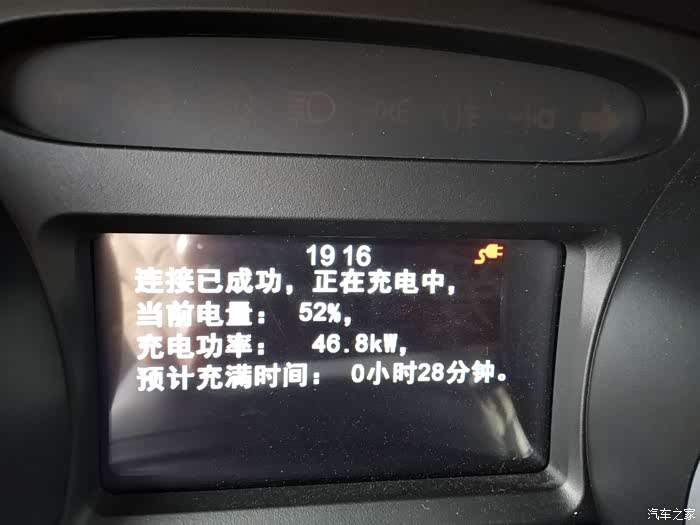 19 16
连接已成功，正在充电中，
当前电量： 52%，
充电功率： 46.8kW，
预计充满时间： 0小时28分钟。
汽车之家